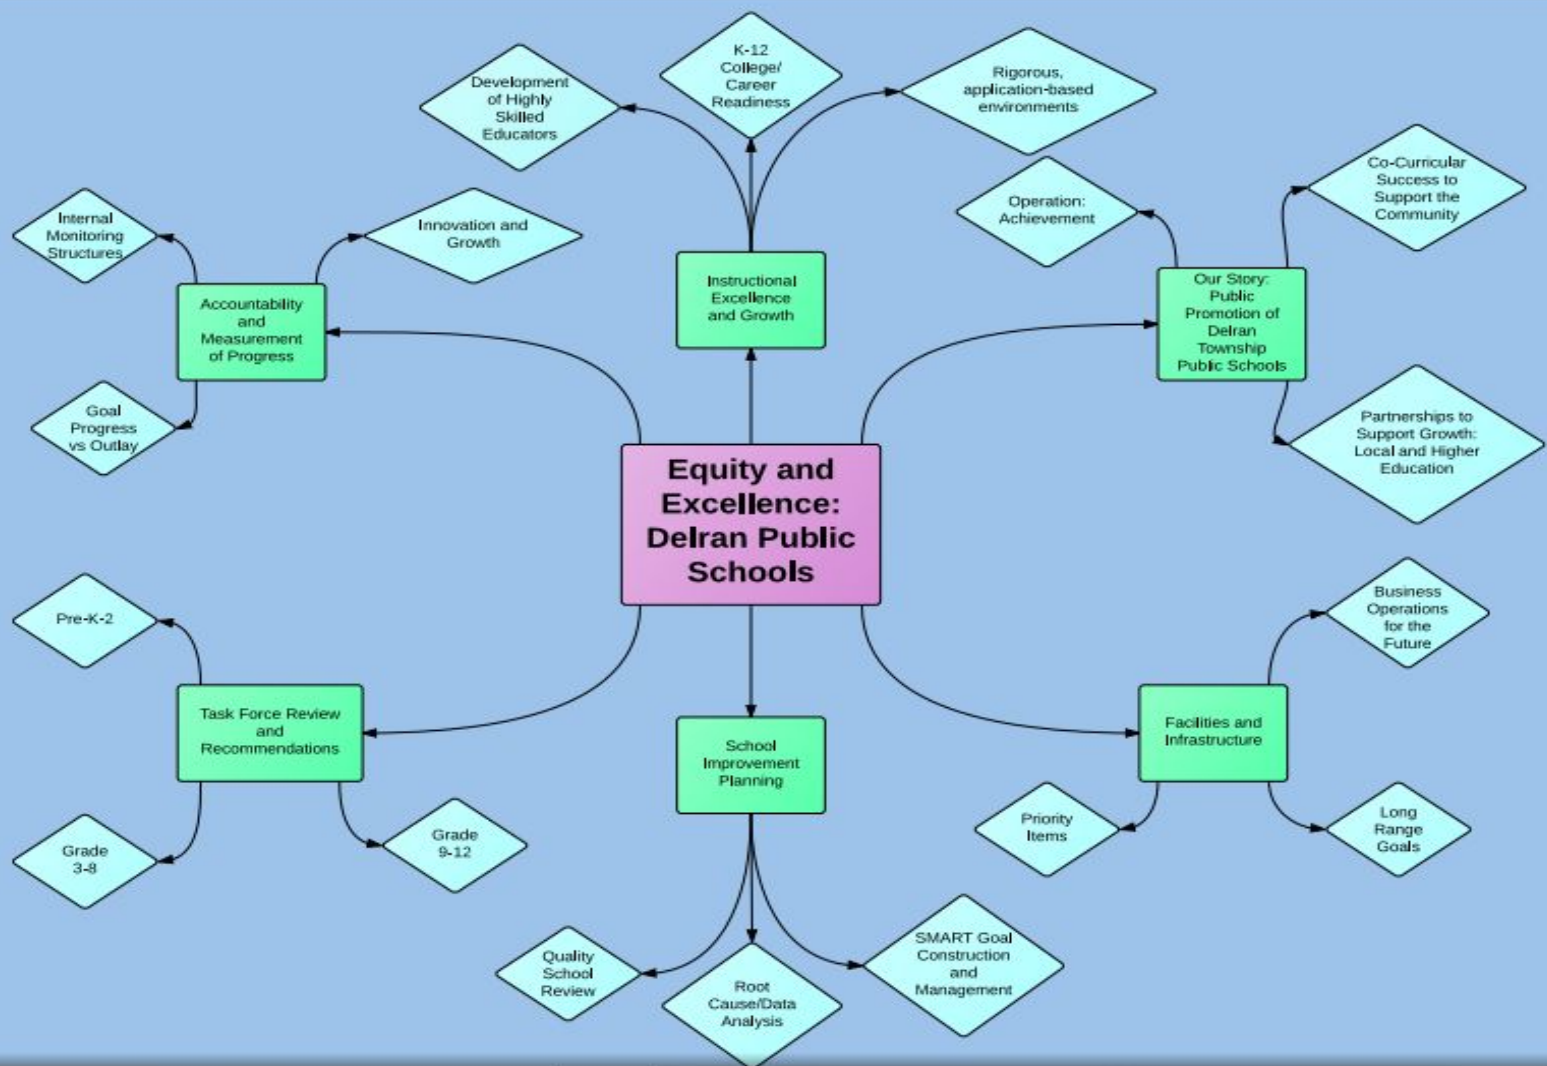 K-12
College/
Career
Readiness
Development
of Highly
Skilled
Educators
Rigorous,
application-based
environments
Co-Curricular
Success to
Support the
Community
Operation:
Achievement
Internal
Monitoring
Structures
Innovation and
Growth
Instructional
Excellence
and Growth
Our Story:
Public
Promotion of
Delran
Township
Public Schools
Accountability
and
Measurement
of Progress
Goal
Progress
vs Outlay
Partnerships to
Support Growth:
Local and Higher
Education
Equity and
Excellence:
Delran Public
Schools
Pre-K-2
Business
Operations
for the
Future
Task Force Review
and
Recommendations
School
Improvement
Planning
Facilities and
Infrastructure
Grade
3-8
Grade
9-12
Priority
Items
Long
Range
Goals
Quality
School
Review
Root
Cause/Data
Analysis
SMART Goal
Construction
and
Management